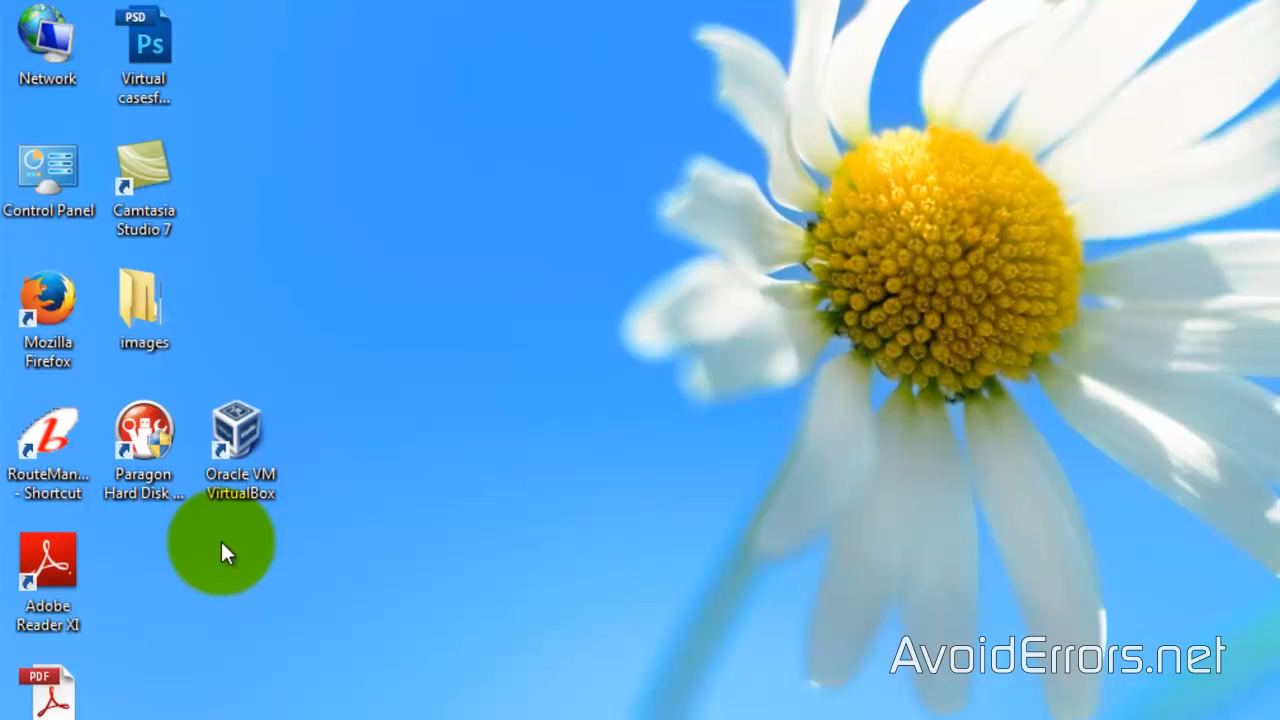 Network
PSD
Ps
Virtual
casesf...
Control Panel
Camtasia
Studio 7
Mozilla
Firefox
images
b
RouteMan...
- Shortcut
Paragon
Hard Disk ...
Oracle VM
VirtualBox
Adobe
Reader XI
PDF
AvoidErrors.net